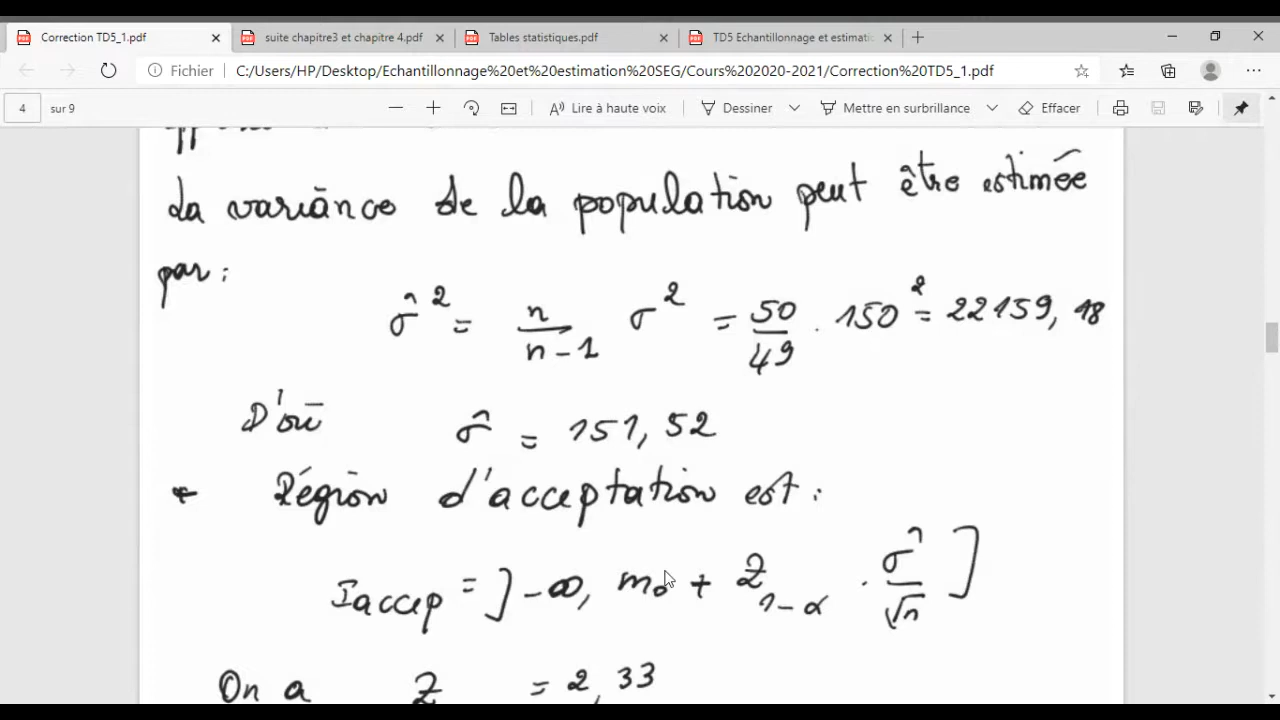 Correction TD5_1.pdf
suite chapitre3 et chapitre 4.pdf
Tables statistiques.pdf
TD5 Echantillonnage et estimati
Fichier
C:/Users/HP/Desktop/Echantillonnage%20et%20estimation%20SEG/Cours%202020-2021/Correction%20TD5_1.pdf
4 sur 9 Lire à haute voix Dessiner Mettre en surbrillance Effacer
La variance de la population peut être estimée
par :
σ̂² = n/(n-1) σ² = 50/49 . 150² = 22159,18
D'où σ̂ = 151,52
* Région d'acceptation est :
Iaccep = ]-∞, m₀ + Z₁₋α . σ̂/√n ]
On a Z = 2,33